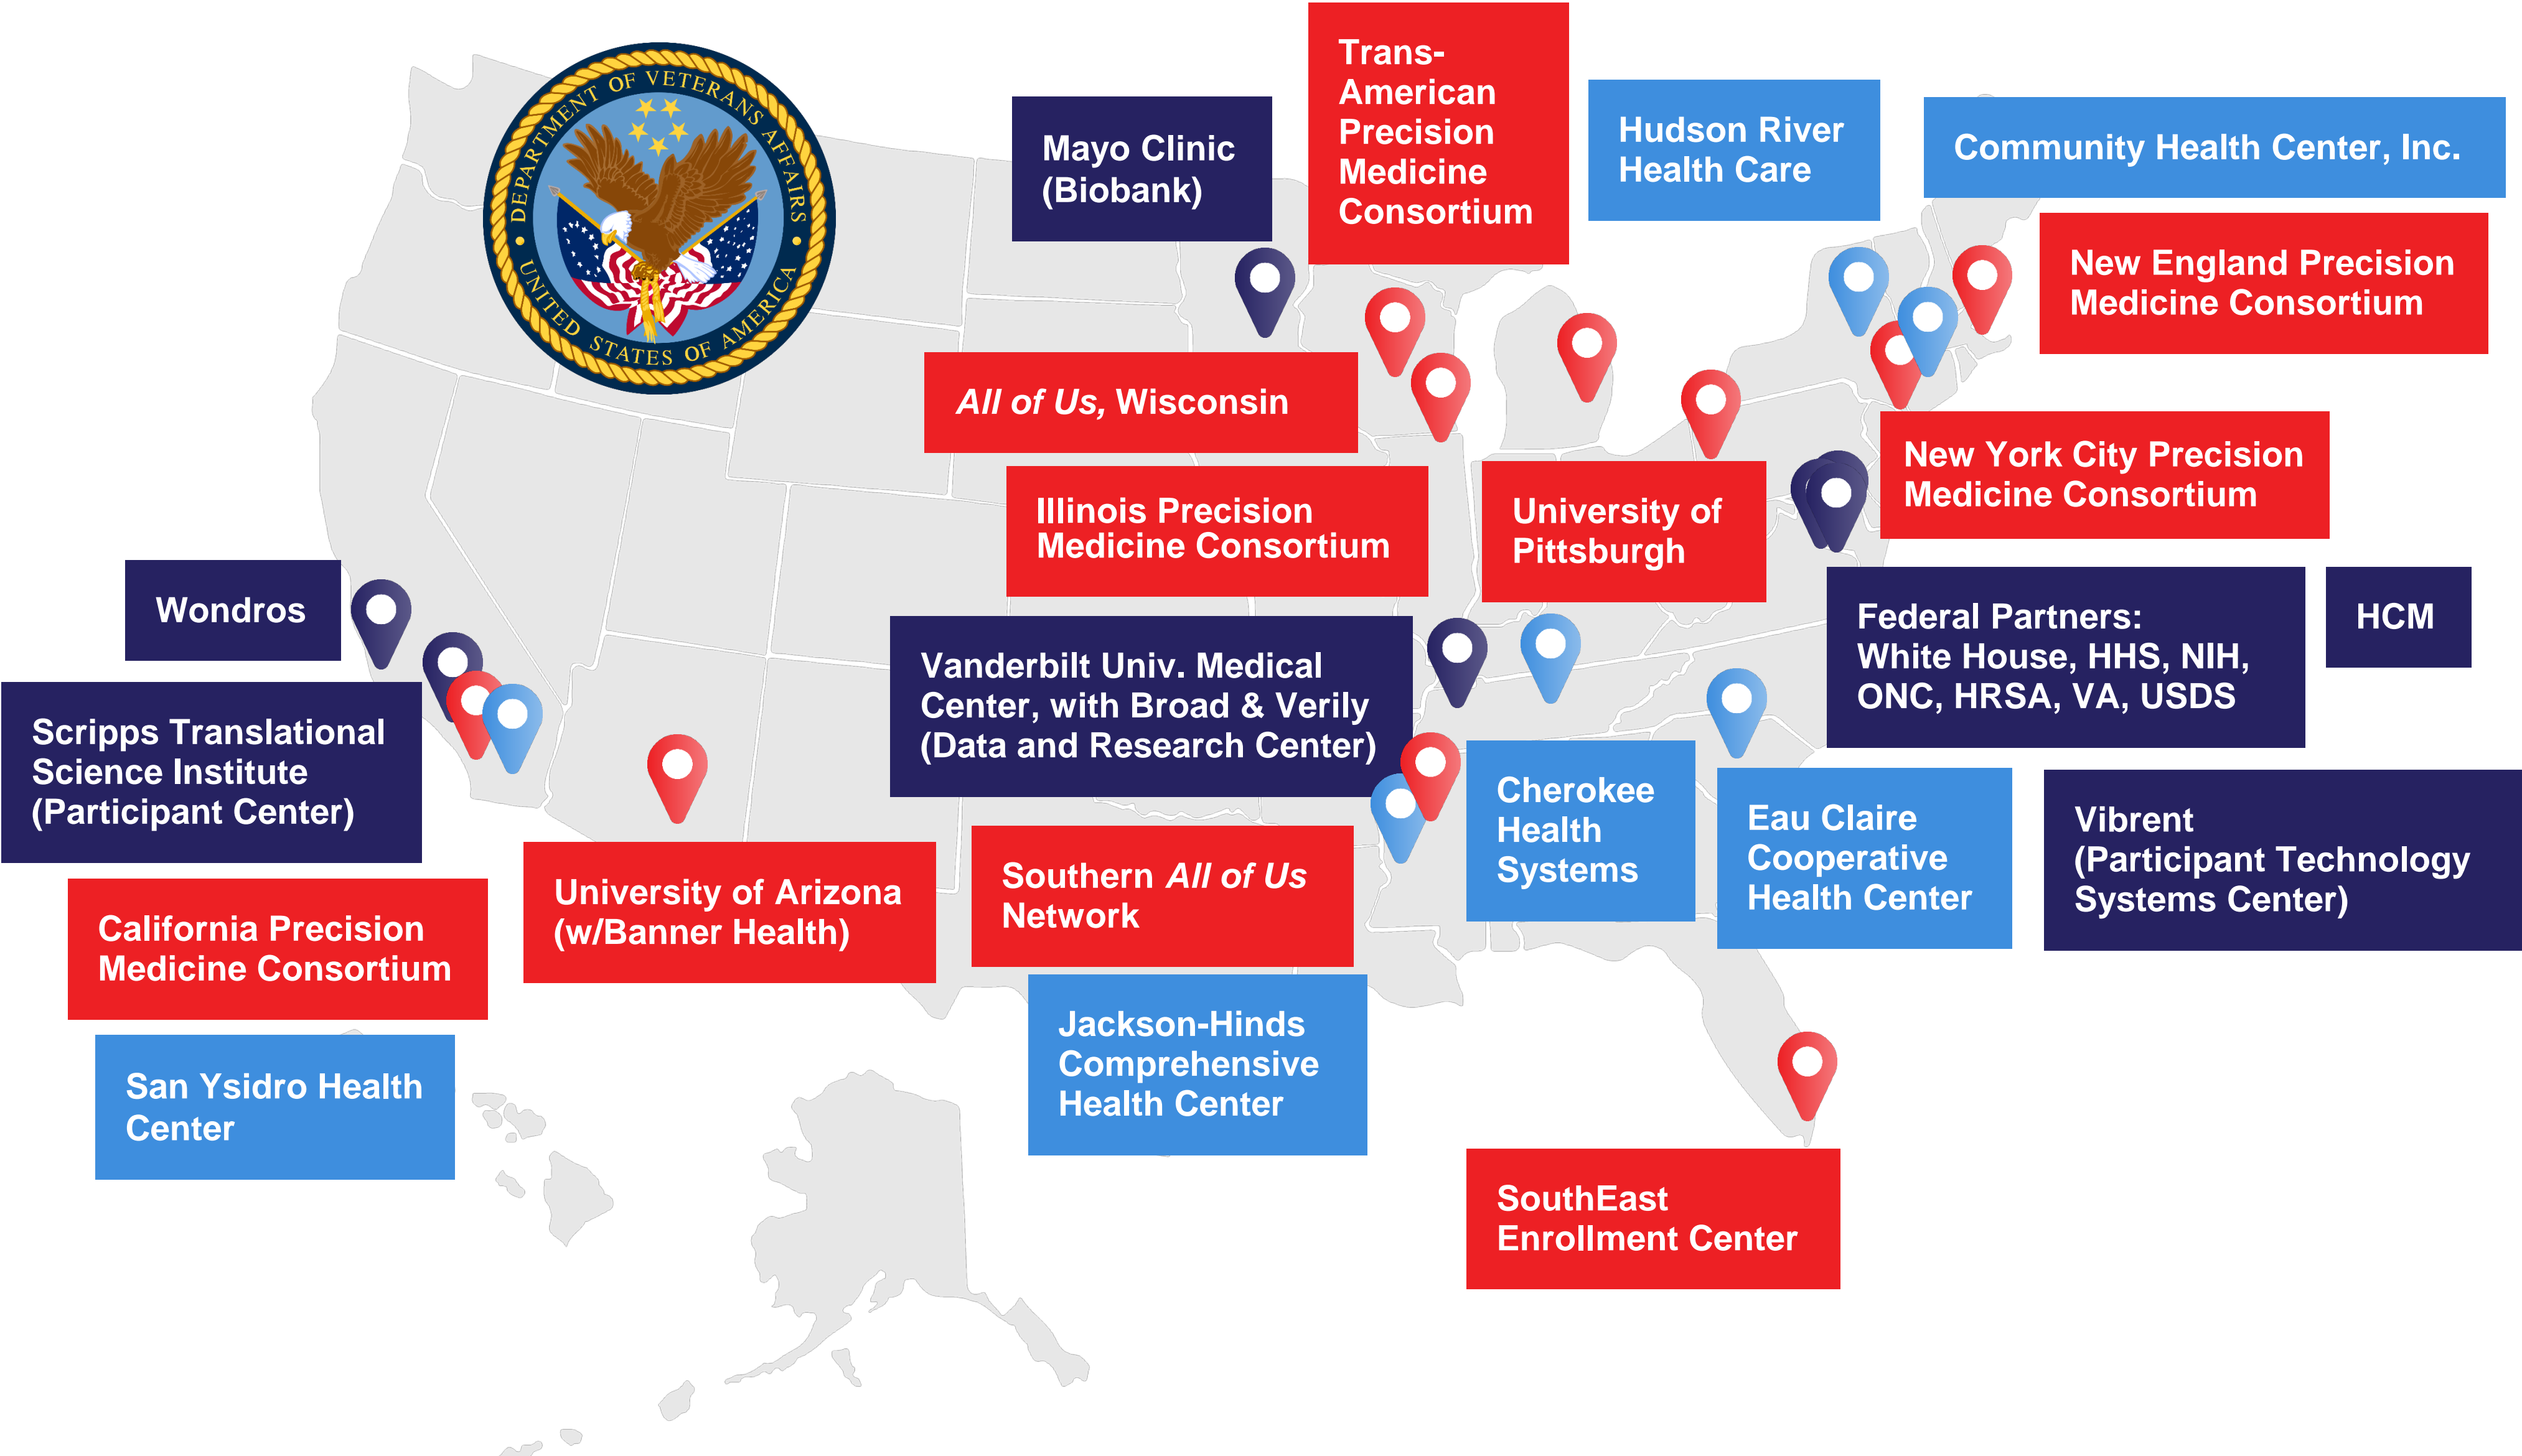 DEPARTMENT OF VETERANS AFFAIRS
UNITED STATES OF AMERICA
Mayo Clinic
(Biobank)
Trans-
American
Precision
Medicine
Consortium
Hudson River
Health Care
Community Health Center, Inc.
New England Precision
Medicine Consortium
All of Us, Wisconsin
Illinois Precision
Medicine Consortium
University of
Pittsburgh
New York City Precision
Medicine Consortium
Wondros
Federal Partners:
White House, HHS, NIH,
ONC, HRSA, VA, USDS
HCM
Vanderbilt Univ. Medical
Center, with Broad & Verily
(Data and Research Center)
Scripps Translational
Science Institute
(Participant Center)
Cherokee
Health
Systems
Eau Claire
Cooperative
Health Center
Vibrent
(Participant Technology
Systems Center)
California Precision
Medicine Consortium
University of Arizona
(w/Banner Health)
Southern All of Us
Network
Jackson-Hinds
Comprehensive
Health Center
San Ysidro Health
Center
SouthEast
Enrollment Center